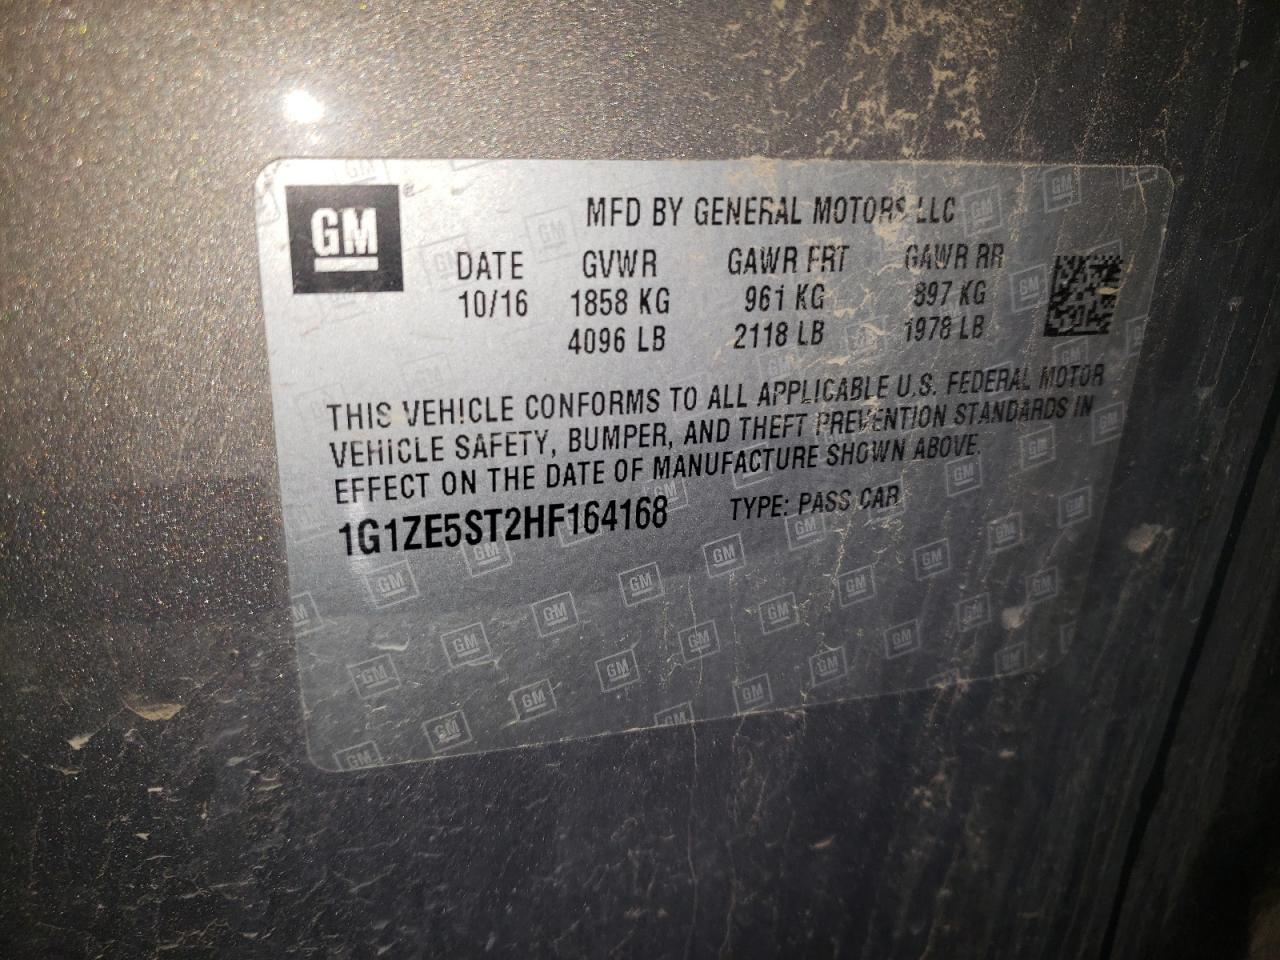 GM
MFD BY GENERAL MOTORS LLC
DATE GVWR GAWR FRT GAWR RR
10/16 1858 KG 961 KG 897 KG
4096 LB 2118 LB 1978 LB
THIS VEHICLE CONFORMS TO ALL APPLICABLE U.S. FEDERAL MOTOR
VEHICLE SAFETY, BUMPER, AND THEFT PREVENTION STANDARDS IN
EFFECT ON THE DATE OF MANUFACTURE SHOWN ABOVE.
1G1ZE5ST2HF164168 TYPE: PASS CAR